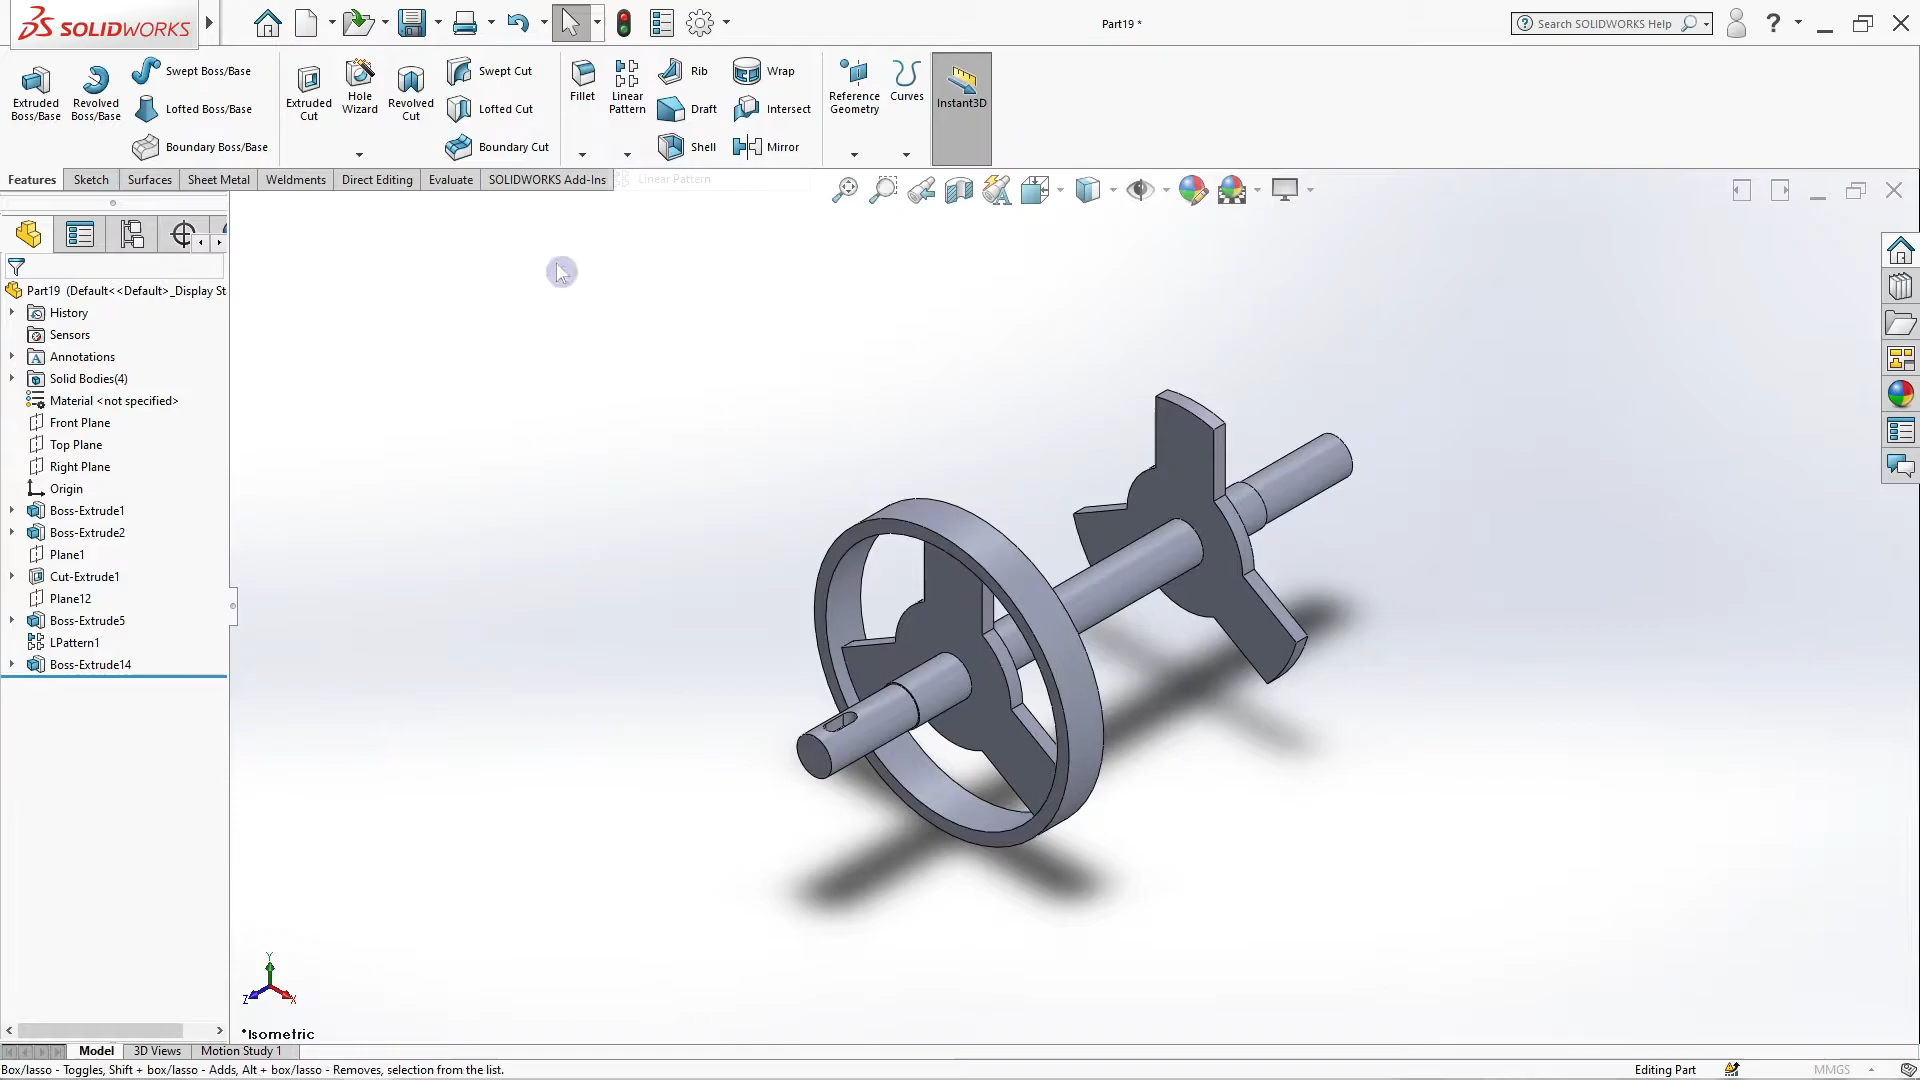 SOLIDWORKS
Part19 *
Search SOLIDWORKS Help
Extruded
Boss/Base
Revolved
Boss/Base
Swept Boss/Base
Lofted Boss/Base
Boundary Boss/Base
Extruded
Cut
Hole
Wizard
Revolved
Cut
Swept Cut
Lofted Cut
Boundary Cut
Fillet
Linear
Pattern
Rib
Draft
Shell
Wrap
Intersect
Mirror
Reference
Geometry
Curves
Instant3D
Features
Sketch
Surfaces
Sheet Metal
Weldments
Direct Editing
Evaluate
SOLIDWORKS Add-Ins
Linear Pattern
Part19 (Default<<Default>_Display St
History
Sensors
Annotations
Solid Bodies(4)
Material <not specified>
Front Plane
Top Plane
Right Plane
Origin
Boss-Extrude1
Boss-Extrude2
Plane1
Cut-Extrude1
Plane12
Boss-Extrude5
LPattern1
Boss-Extrude14
Y
Z
X
*Isometric
Model
3D Views
Motion Study 1
Box/lasso - Toggles, Shift + box/lasso - Adds, Alt + box/lasso - Removes, selection from the list.
Editing Part
MMGS